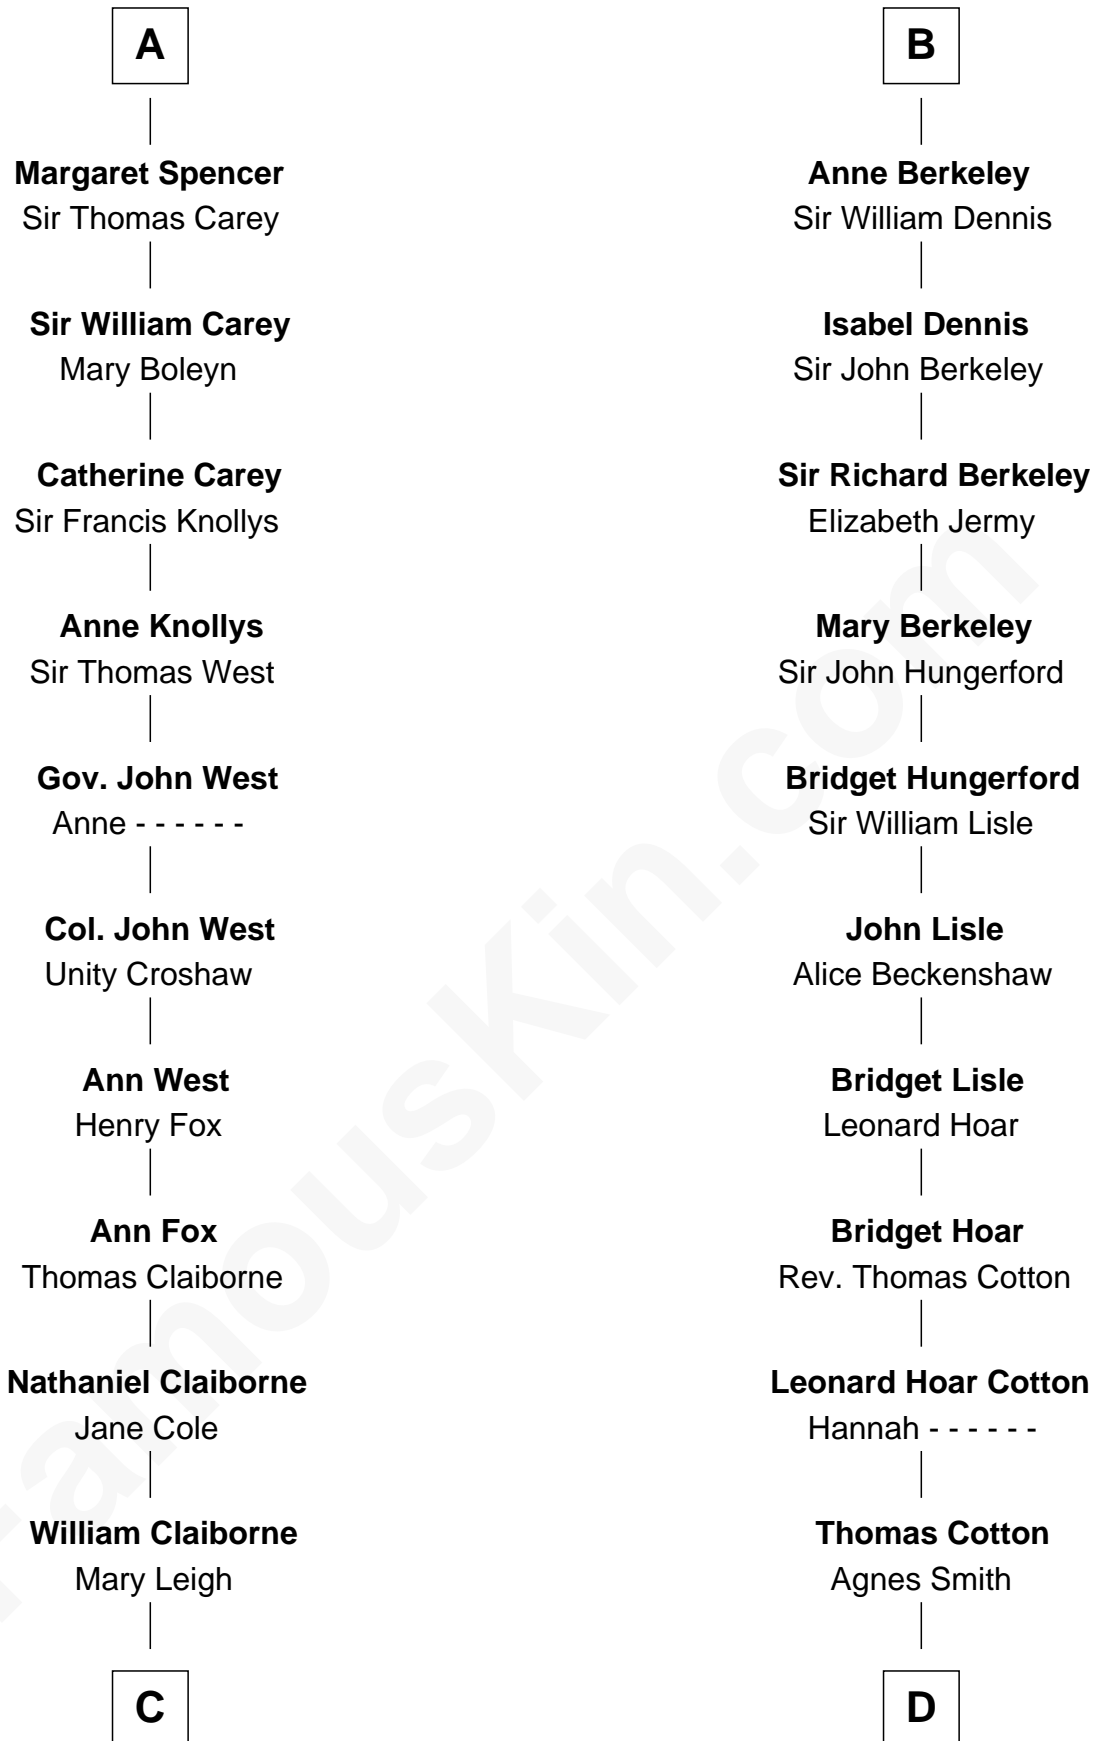 A
Margaret Spencer
Sir Thomas Carey
Sir William Carey
Mary Boleyn
Catherine Carey
Sir Francis Knollys
Anne Knollys
Sir Thomas West
Gov. John West
Anne - - - - - -
Col. John West
Unity Croshaw
Ann West
Henry Fox
Ann Fox
Thomas Claiborne
Nathaniel Claiborne
Jane Cole
William Claiborne
Mary Leigh
C
B
Anne Berkeley
Sir William Dennis
Isabel Dennis
Sir John Berkeley
Sir Richard Berkeley
Elizabeth Jermy
Mary Berkeley
Sir John Hungerford
Bridget Hungerford
Sir William Lisle
John Lisle
Alice Beckenshaw
Bridget Lisle
Leonard Hoar
Bridget Hoar
Rev. Thomas Cotton
Leonard Hoar Cotton
Hannah - - - - - -
Thomas Cotton
Agnes Smith
D
FamousKin.com